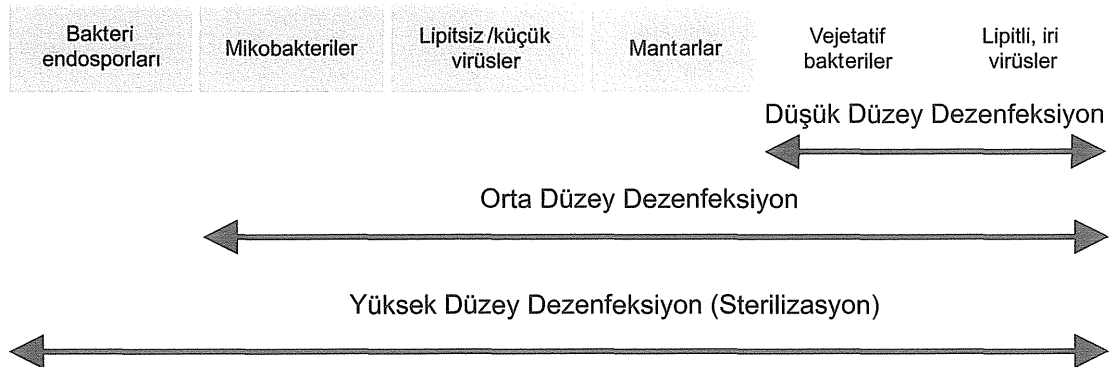 Bakteri
endosporları
Mikobakteriler
Lipitsiz/küçük
virüsler
Mantarlar
Vejetatif
bakteriler
Lipitli, iri
virüsler
Düşük Düzey Dezenfeksiyon
Orta Düzey Dezenfeksiyon
Yüksek Düzey Dezenfeksiyon (Sterilizasyon)